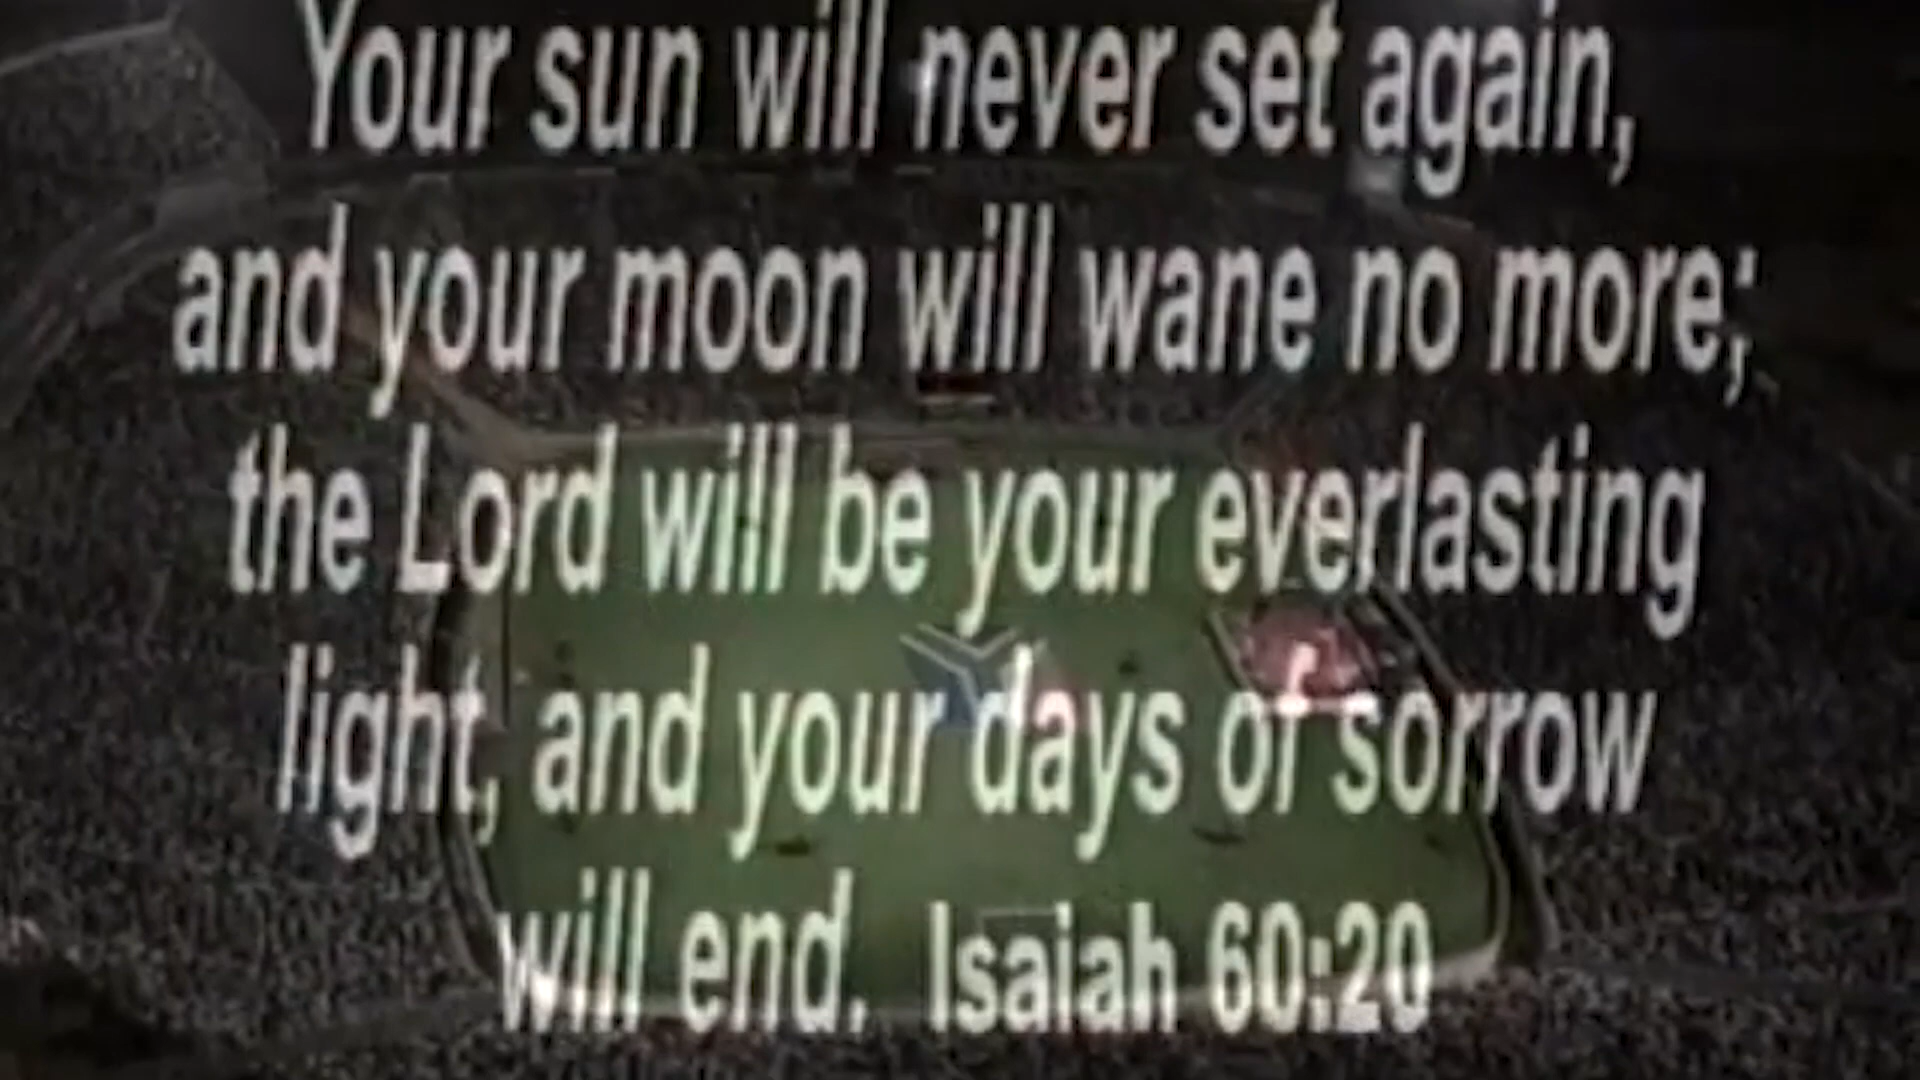 Your sun will never set again,
and your moon will wane no more;
the Lord will be your everlasting
light, and your days of sorrow
will end. Isaiah 60:20